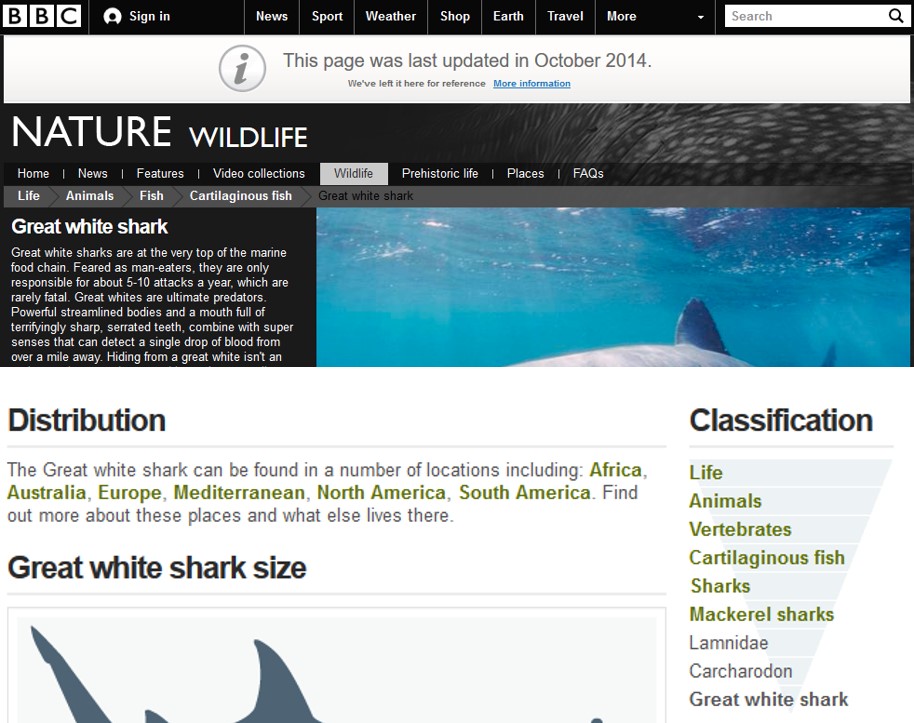 BBC Sign in News Sport Weather Shop Earth Travel More Search
This page was last updated in October 2014.
We've left it here for reference More information
NATURE WILDLIFE
Home News Features Video collections Wildlife Prehistoric life Places FAQs
Life Animals Fish Cartilaginous fish Great white shark
Great white shark
Great white sharks are at the very top of the marine
food chain. Feared as man-eaters, they are only
responsible for about 5-10 attacks a year, which are
rarely fatal. Great whites are ultimate predators.
Powerful streamlined bodies and a mouth full of
terrifyingly sharp, serrated teeth, combine with super
senses that can detect a single drop of blood from
over a mile away. Hiding from a great white isn't an
Distribution
The Great white shark can be found in a number of locations including: Africa,
Australia, Europe, Mediterranean, North America, South America. Find
out more about these places and what else lives there.
Great white shark size
Classification
Life
Animals
Vertebrates
Cartilaginous fish
Sharks
Mackerel sharks
Lamnidae
Carcharodon
Great white shark